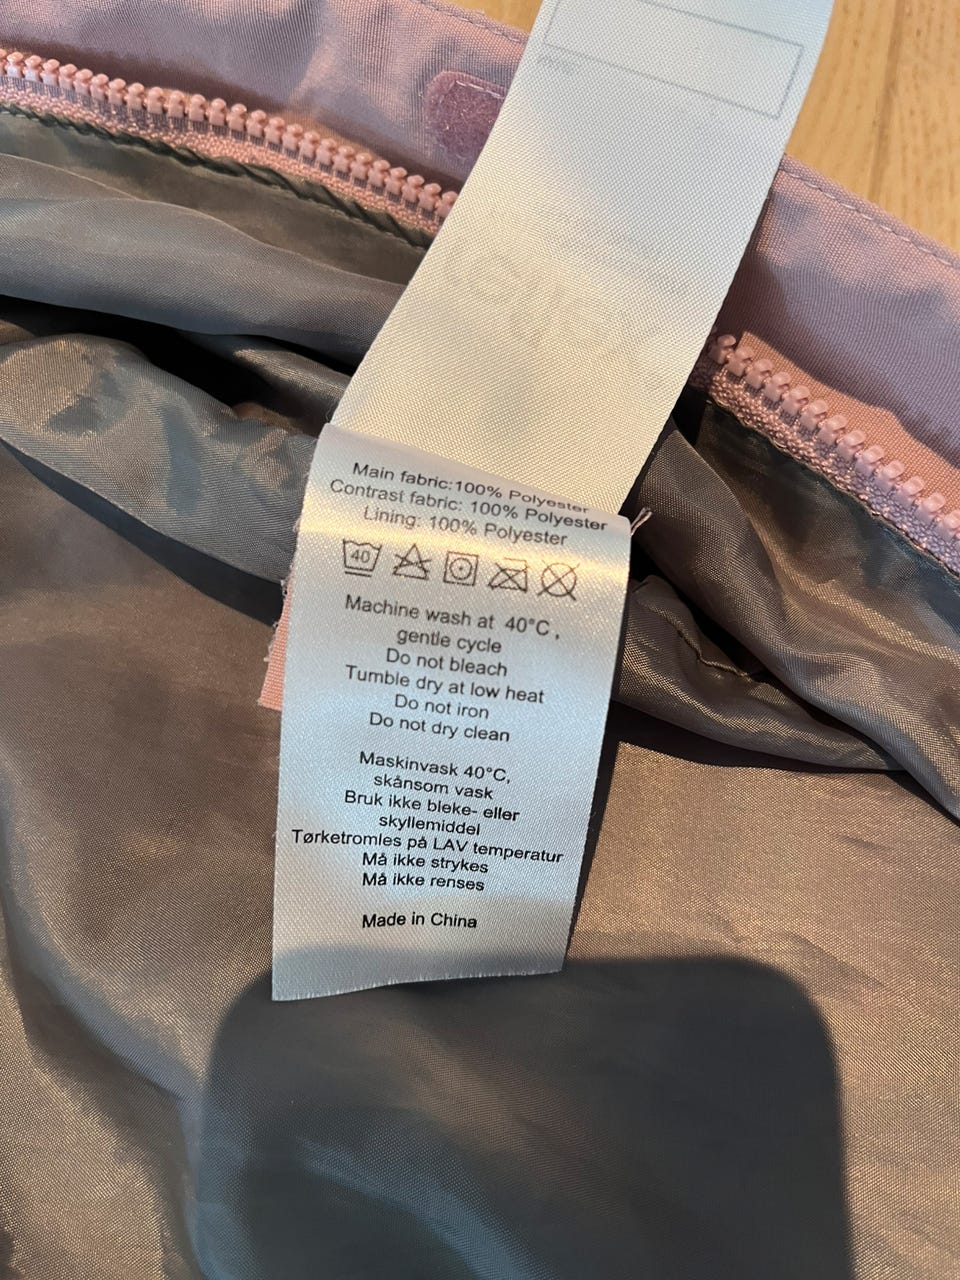 Main fabric:100% Polyester
Contrast fabric: 100% Polyester
Lining: 100% Polyester
40
Machine wash at 40°C ,
gentle cycle
Do not bleach
Tumble dry at low heat
Do not iron
Do not dry clean
Maskinvask 40°C,
skånsom vask
Bruk ikke bleke- eller
skyllemiddel
Tørketromles på LAV temperatur
Må ikke strykes
Må ikke renses
Made in China